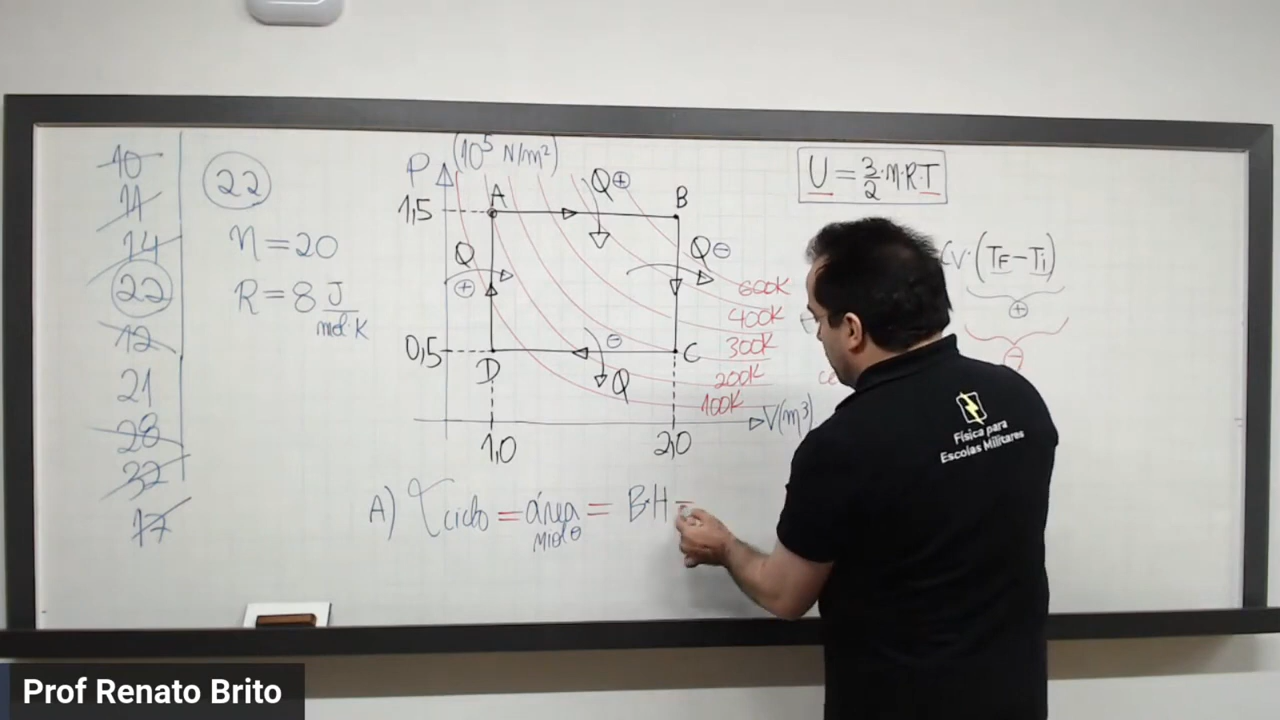 10
11
14
22
12
21
28
32
17
22
n = 20
R = 8 J/mol·K
P (10⁵ N/m²)
A
Q⊕
B
1,5
Q
⊕
Q⊖
600K
400K
300K
200K
100K
0,5
D
⊖
Q
C
V(m³)
1,0
2,0
A) τciclo = área = B·H =
miolo
U = 3/2·n·R·T
CV·(TF − Ti)
⊕
⊖
Física para
Escolas Militares
Prof Renato Brito